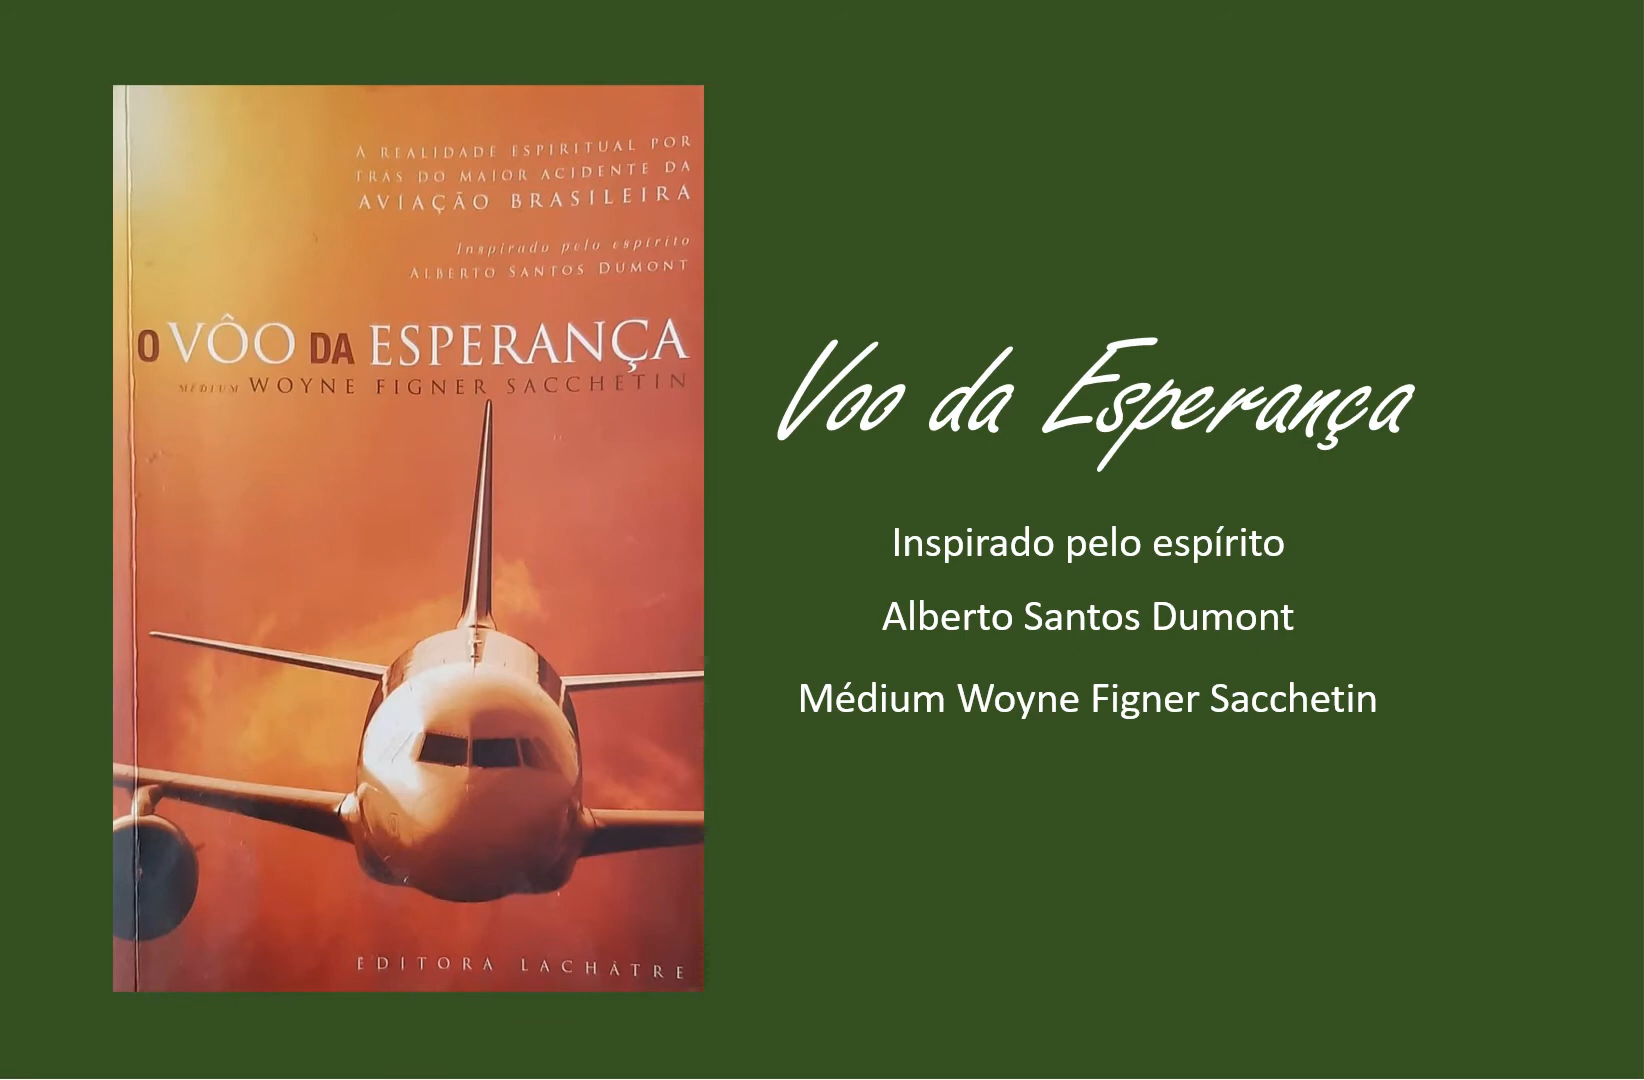 A REALIDADE ESPIRITUAL POR
TRÁS DO MAIOR ACIDENTE DA
AVIAÇÃO BRASILEIRA
Inspirado pelo espírito
ALBERTO SANTOS DUMONT
O VÔO DA ESPERANÇA
MÉDIUM WOYNE FIGNER SACCHETIN
EDITORA LACHÂTRE
Voo da Esperança
Inspirado pelo espírito
Alberto Santos Dumont
Médium Woyne Figner Sacchetin